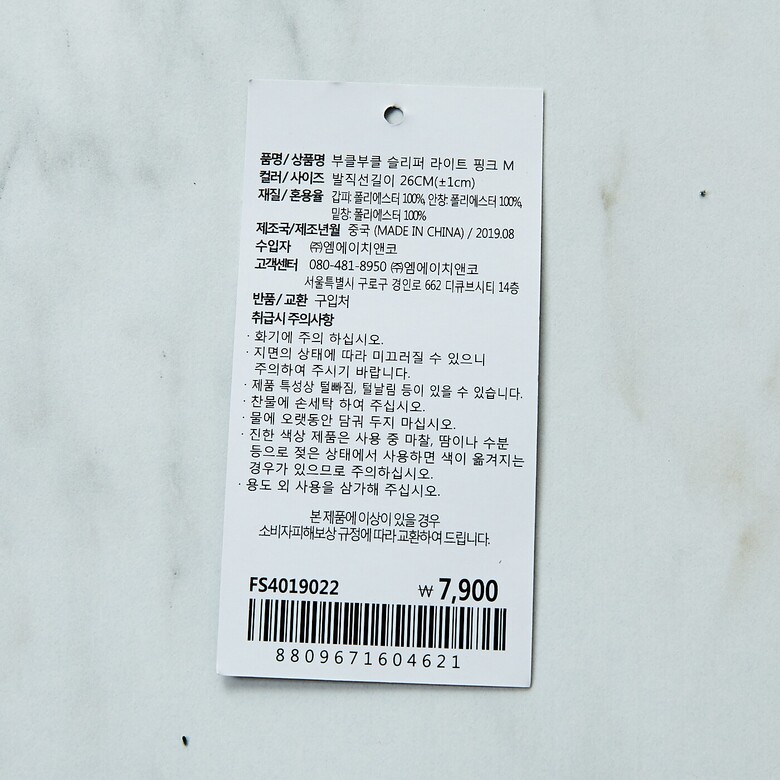 품명/상품명 부클부클 슬리퍼 라이트 핑크 M
컬러/사이즈 발직선길이 26CM(±1cm)
재질/혼용율 갑피: 폴리에스터 100%, 안창: 폴리에스터 100%,
밑창: 폴리에스터 100%
제조국/제조년월 중국 (MADE IN CHINA) / 2019.08
수입자 ㈜엠에이치앤코
고객센터 080-481-8950 ㈜엠에이치앤코
서울특별시 구로구 경인로 662 디큐브시티 14층
반품/교환 구입처
취급시 주의사항
· 화기에 주의 하십시오.
· 지면의 상태에 따라 미끄러질 수 있으니
주의하여 주시기 바랍니다.
· 제품 특성상 털빠짐, 털날림 등이 있을 수 있습니다.
· 찬물에 손세탁 하여 주십시오.
· 물에 오랫동안 담궈 두지 마십시오.
· 진한 색상 제품은 사용 중 마찰, 땀이나 수분
등으로 젖은 상태에서 사용하면 색이 옮겨지는
경우가 있으므로 주의하십시오.
· 용도 외 사용을 삼가해 주십시오.
본 제품에 이상이 있을 경우
소비자피해보상 규정에 따라 교환하여 드립니다.
FS4019022 ₩ 7,900
8809671604621